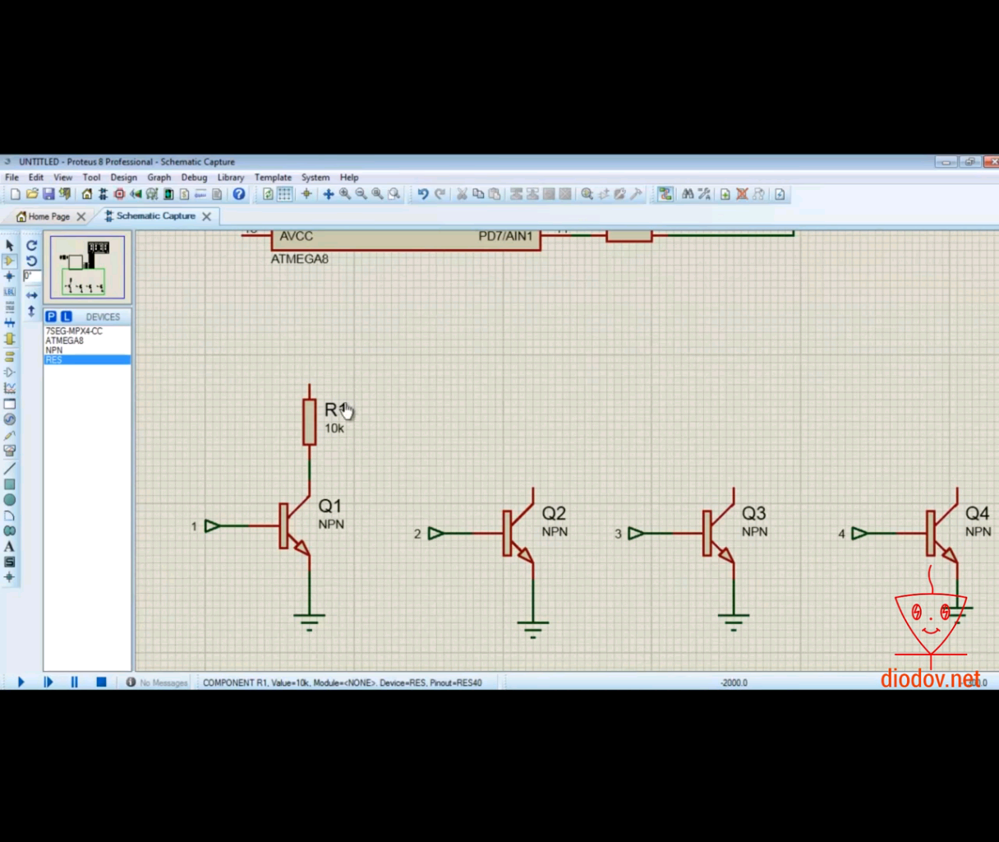 UNTITLED - Proteus 8 Professional - Schematic Capture
File Edit View Tool Design Graph Debug Library Template System Help
Home Page Schematic Capture
LBL
0°
P L DEVICES
7SEG-MPX4-CC
ATMEGA8
NPN
RES
A
S
AVCC PD7/AIN1
ATMEGA8
R1
10k
1 Q1
NPN
2 Q2
NPN
3 Q3
NPN
4 Q4
NPN
No Messages COMPONENT R1, Value=10k, Module=<NONE>. Device=RES, Pinout=RES40 -2000.0
diodov.net